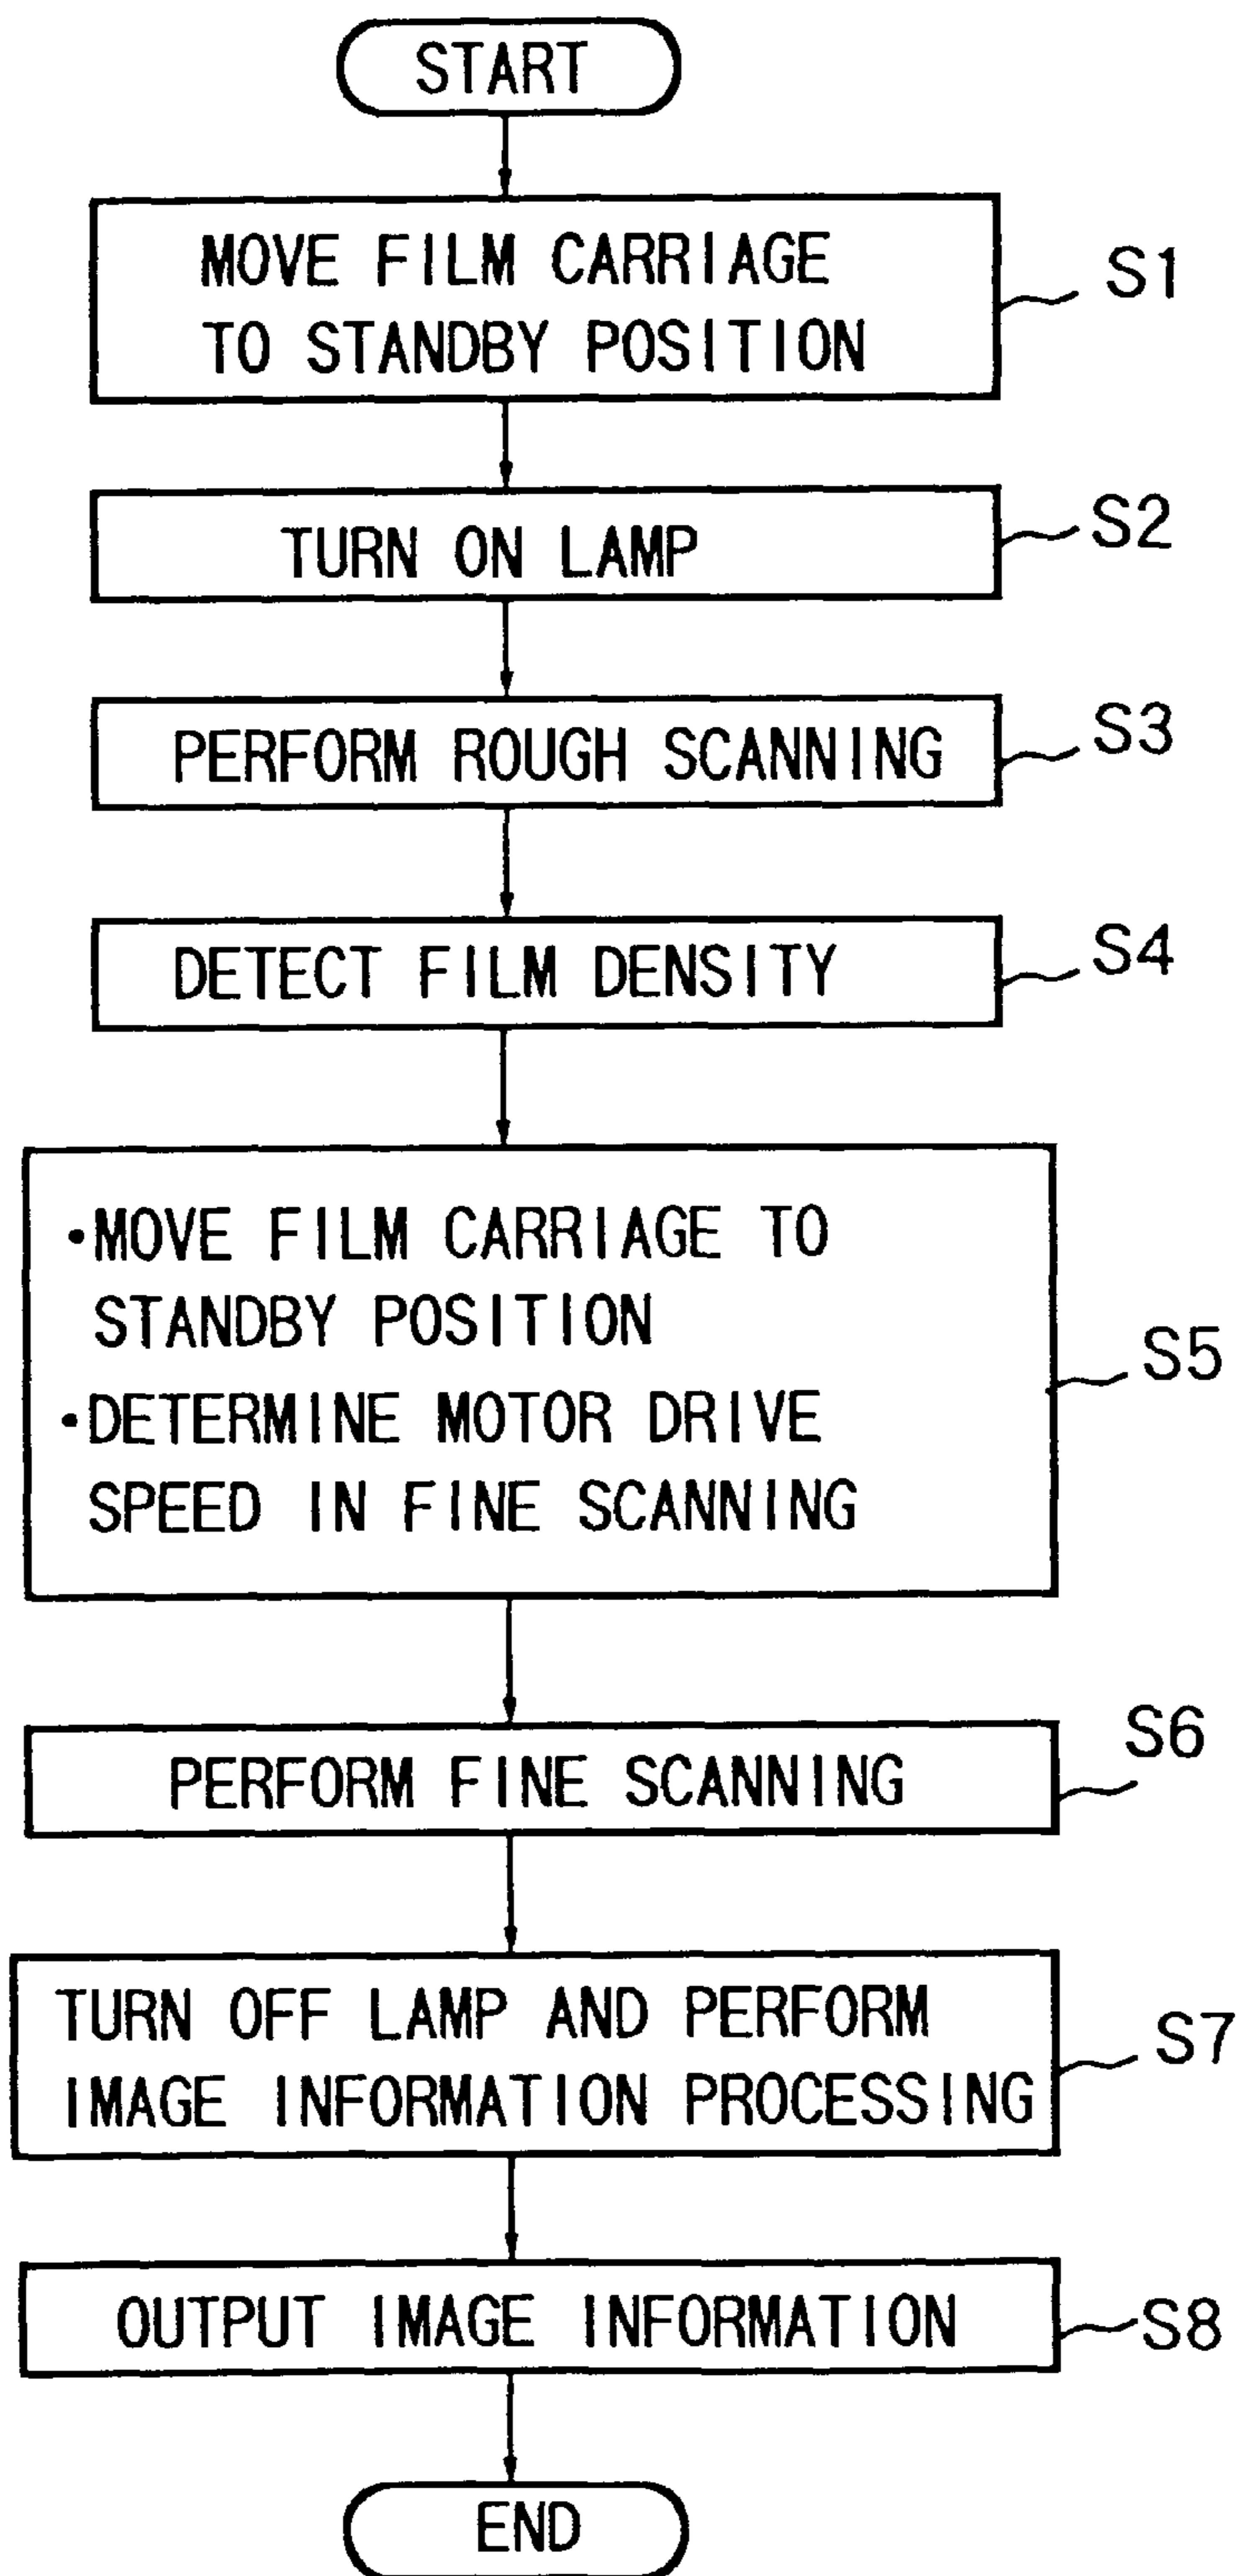 START
MOVE FILM CARRIAGE
TO STANDBY POSITION
S1
TURN ON LAMP
S2
PERFORM ROUGH SCANNING
S3
DETECT FILM DENSITY
S4
・MOVE FILM CARRIAGE TO
STANDBY POSITION
・DETERMINE MOTOR DRIVE
SPEED IN FINE SCANNING
S5
PERFORM FINE SCANNING
S6
TURN OFF LAMP AND PERFORM
IMAGE INFORMATION PROCESSING
S7
OUTPUT IMAGE INFORMATION
S8
END